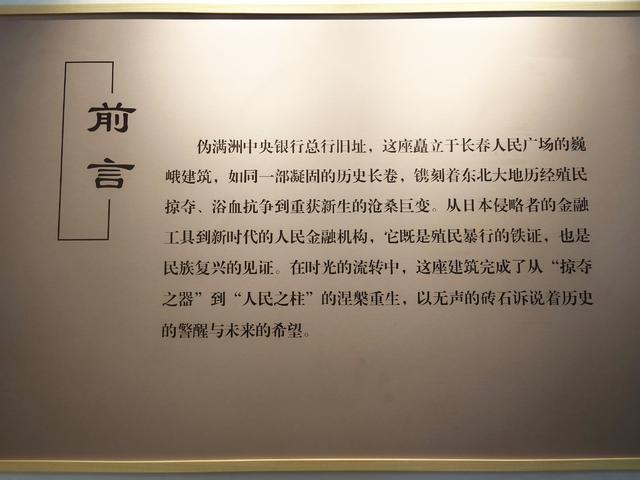 前言
伪满洲中央银行总行旧址，这座矗立于长春人民广场的巍
峨建筑，如同一部凝固的历史长卷，镌刻着东北大地历经殖民
掠夺、浴血抗争到重获新生的沧桑巨变。从日本侵略者的金融
工具到新时代的人民金融机构，它既是殖民暴行的铁证，也是
民族复兴的见证。在时光的流转中，这座建筑完成了从“掠夺
之器”到“人民之柱”的涅槃重生，以无声的砖石诉说着历史
的警醒与未来的希望。